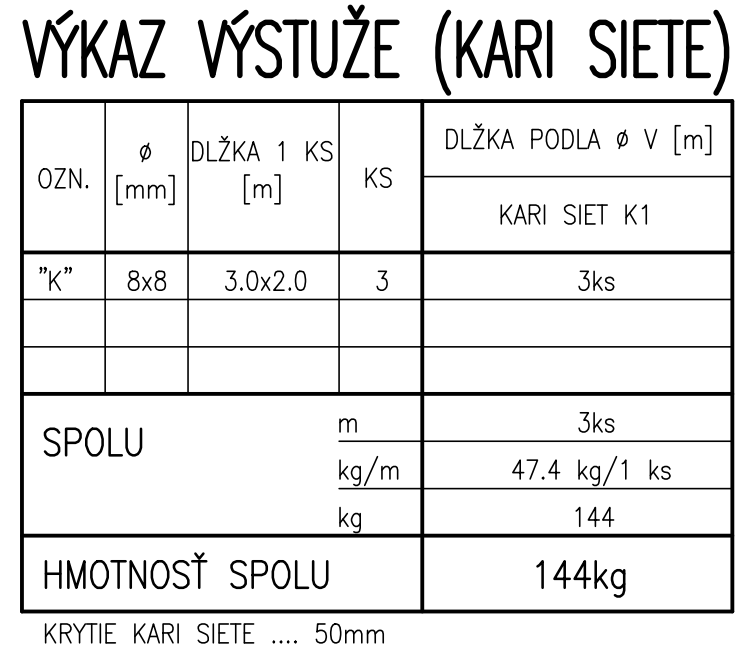 VÝKAZ VÝSTUŽE (KARI SIETE)
OZN. ø [mm] DLŽKA 1 KS [m] KS DLŽKA PODLA ø V [m]
KARI SIET K1
"K" 8x8 3.0x2.0 3 3ks
SPOLU m 3ks
kg/m 47.4 kg/1 ks
kg 144
HMOTNOSŤ SPOLU 144kg
KRYTIE KARI SIETE .... 50mm